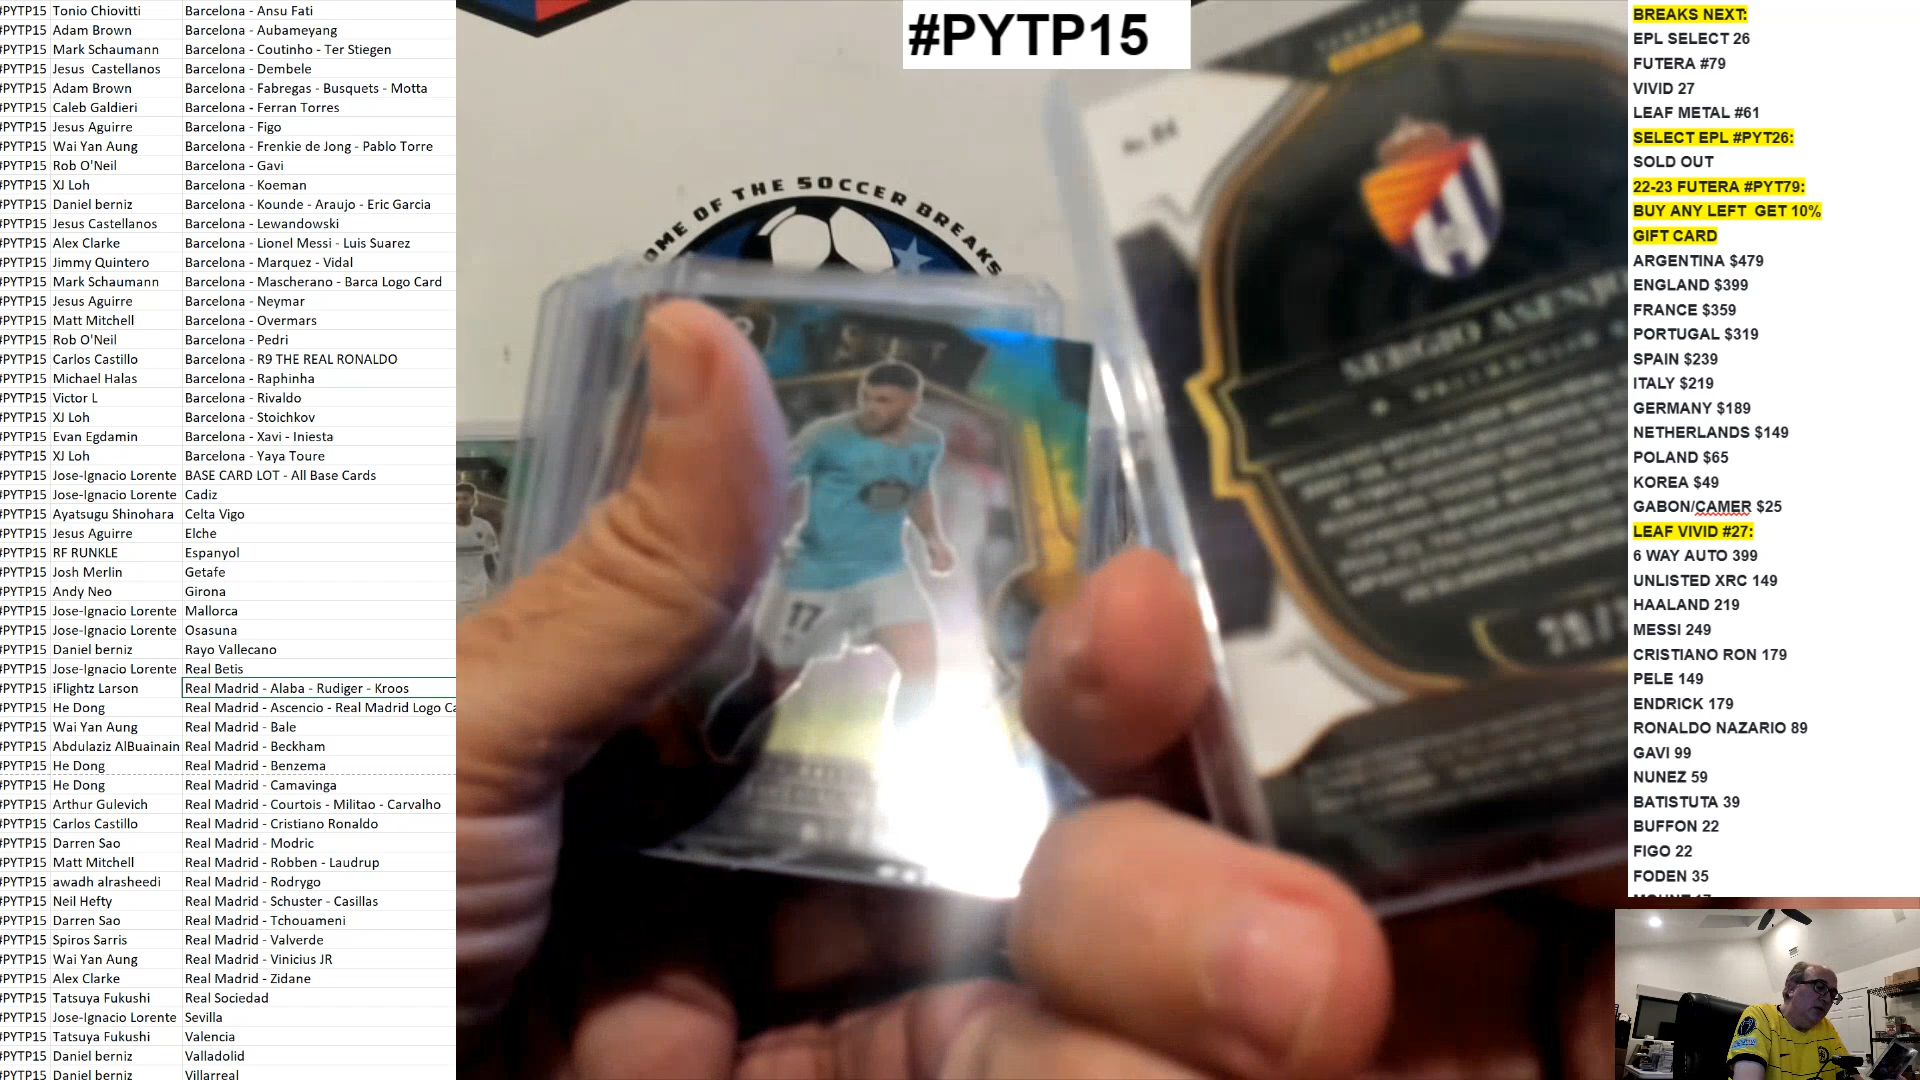 #PYTP15 Tonio Chiovitti Barcelona - Ansu Fati
#PYTP15 Adam Brown Barcelona - Aubameyang
#PYTP15 Mark Schaumann Barcelona - Coutinho - Ter Stiegen
#PYTP15 Jesus Castellanos Barcelona - Dembele
#PYTP15 Adam Brown Barcelona - Fabregas - Busquets - Motta
#PYTP15 Caleb Galdieri Barcelona - Ferran Torres
#PYTP15 Jesus Aguirre Barcelona - Figo
#PYTP15 Wai Yan Aung Barcelona - Frenkie de Jong - Pablo Torre
#PYTP15 Rob O'Neil Barcelona - Gavi
#PYTP15 XJ Loh Barcelona - Koeman
#PYTP15 Daniel berniz Barcelona - Kounde - Araujo - Eric Garcia
#PYTP15 Jesus Castellanos Barcelona - Lewandowski
#PYTP15 Alex Clarke Barcelona - Lionel Messi - Luis Suarez
#PYTP15 Jimmy Quintero Barcelona - Marquez - Vidal
#PYTP15 Mark Schaumann Barcelona - Mascherano - Barca Logo Card
#PYTP15 Jesus Aguirre Barcelona - Neymar
#PYTP15 Matt Mitchell Barcelona - Overmars
#PYTP15 Rob O'Neil Barcelona - Pedri
#PYTP15 Carlos Castillo Barcelona - R9 THE REAL RONALDO
#PYTP15 Michael Halas Barcelona - Raphinha
#PYTP15 Victor L Barcelona - Rivaldo
#PYTP15 XJ Loh Barcelona - Stoichkov
#PYTP15 Evan Egdamin Barcelona - Xavi - Iniesta
#PYTP15 XJ Loh Barcelona - Yaya Toure
#PYTP15 Jose-Ignacio Lorente BASE CARD LOT - All Base Cards
#PYTP15 Jose-Ignacio Lorente Cadiz
#PYTP15 Ayatsugu Shinohara Celta Vigo
#PYTP15 Jesus Aguirre Elche
#PYTP15 RF RUNKLE Espanyol
#PYTP15 Josh Merlin Getafe
#PYTP15 Andy Neo Girona
#PYTP15 Jose-Ignacio Lorente Mallorca
#PYTP15 Jose-Ignacio Lorente Osasuna
#PYTP15 Daniel berniz Rayo Vallecano
#PYTP15 Jose-Ignacio Lorente Real Betis
#PYTP15 iFlightz Larson Real Madrid - Alaba - Rudiger - Kroos
#PYTP15 He Dong Real Madrid - Ascencio - Real Madrid Logo Ca
#PYTP15 Wai Yan Aung Real Madrid - Bale
#PYTP15 Abdulaziz AlBuainain Real Madrid - Beckham
#PYTP15 He Dong Real Madrid - Benzema
#PYTP15 He Dong Real Madrid - Camavinga
#PYTP15 Arthur Gulevich Real Madrid - Courtois - Militao - Carvalho
#PYTP15 Carlos Castillo Real Madrid - Cristiano Ronaldo
#PYTP15 Darren Sao Real Madrid - Modric
#PYTP15 Matt Mitchell Real Madrid - Robben - Laudrup
#PYTP15 awadh alrasheedi Real Madrid - Rodrygo
#PYTP15 Neil Hefty Real Madrid - Schuster - Casillas
#PYTP15 Darren Sao Real Madrid - Tchouameni
#PYTP15 Spiros Sarris Real Madrid - Valverde
#PYTP15 Wai Yan Aung Real Madrid - Vinicius JR
#PYTP15 Alex Clarke Real Madrid - Zidane
#PYTP15 Tatsuya Fukushi Real Sociedad
#PYTP15 Jose-Ignacio Lorente Sevilla
#PYTP15 Tatsuya Fukushi Valencia
#PYTP15 Daniel berniz Valladolid
#PYTP15 Daniel berniz Villarreal
#PYTP15
OME OF THE SOCCER BREAKS
No. 84
SERGIO ASENJO
17
BREAKS NEXT:
EPL SELECT 26
FUTERA #79
VIVID 27
LEAF METAL #61
SELECT EPL #PYT26:
SOLD OUT
22-23 FUTERA #PYT79:
BUY ANY LEFT GET 10%
GIFT CARD
ARGENTINA $479
ENGLAND $399
FRANCE $359
PORTUGAL $319
SPAIN $239
ITALY $219
GERMANY $189
NETHERLANDS $149
POLAND $65
KOREA $49
GABON/CAMER $25
LEAF VIVID #27:
6 WAY AUTO 399
UNLISTED XRC 149
HAALAND 219
MESSI 249
CRISTIANO RON 179
PELE 149
ENDRICK 179
RONALDO NAZARIO 89
GAVI 99
NUNEZ 59
BATISTUTA 39
BUFFON 22
FIGO 22
FODEN 35